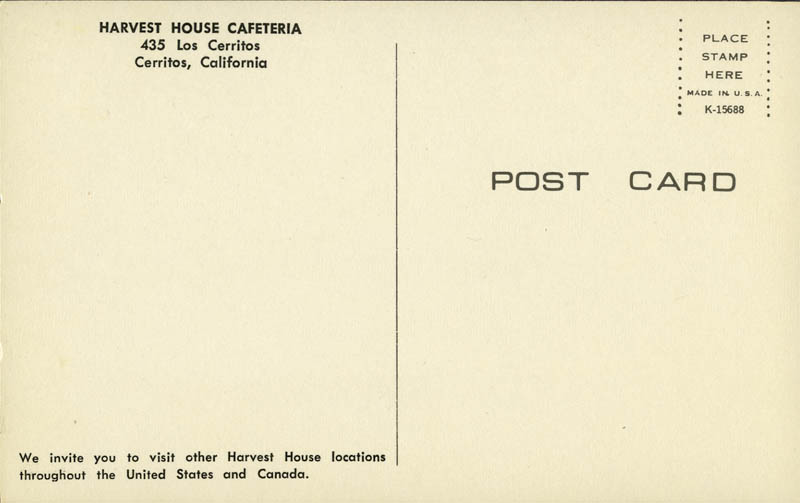 HARVEST HOUSE CAFETERIA
435 Los Cerritos
Cerritos, California
PLACE
STAMP
HERE
MADE IN U.S.A.
K-15688
POST CARD
We invite you to visit other Harvest House locations
throughout the United States and Canada.